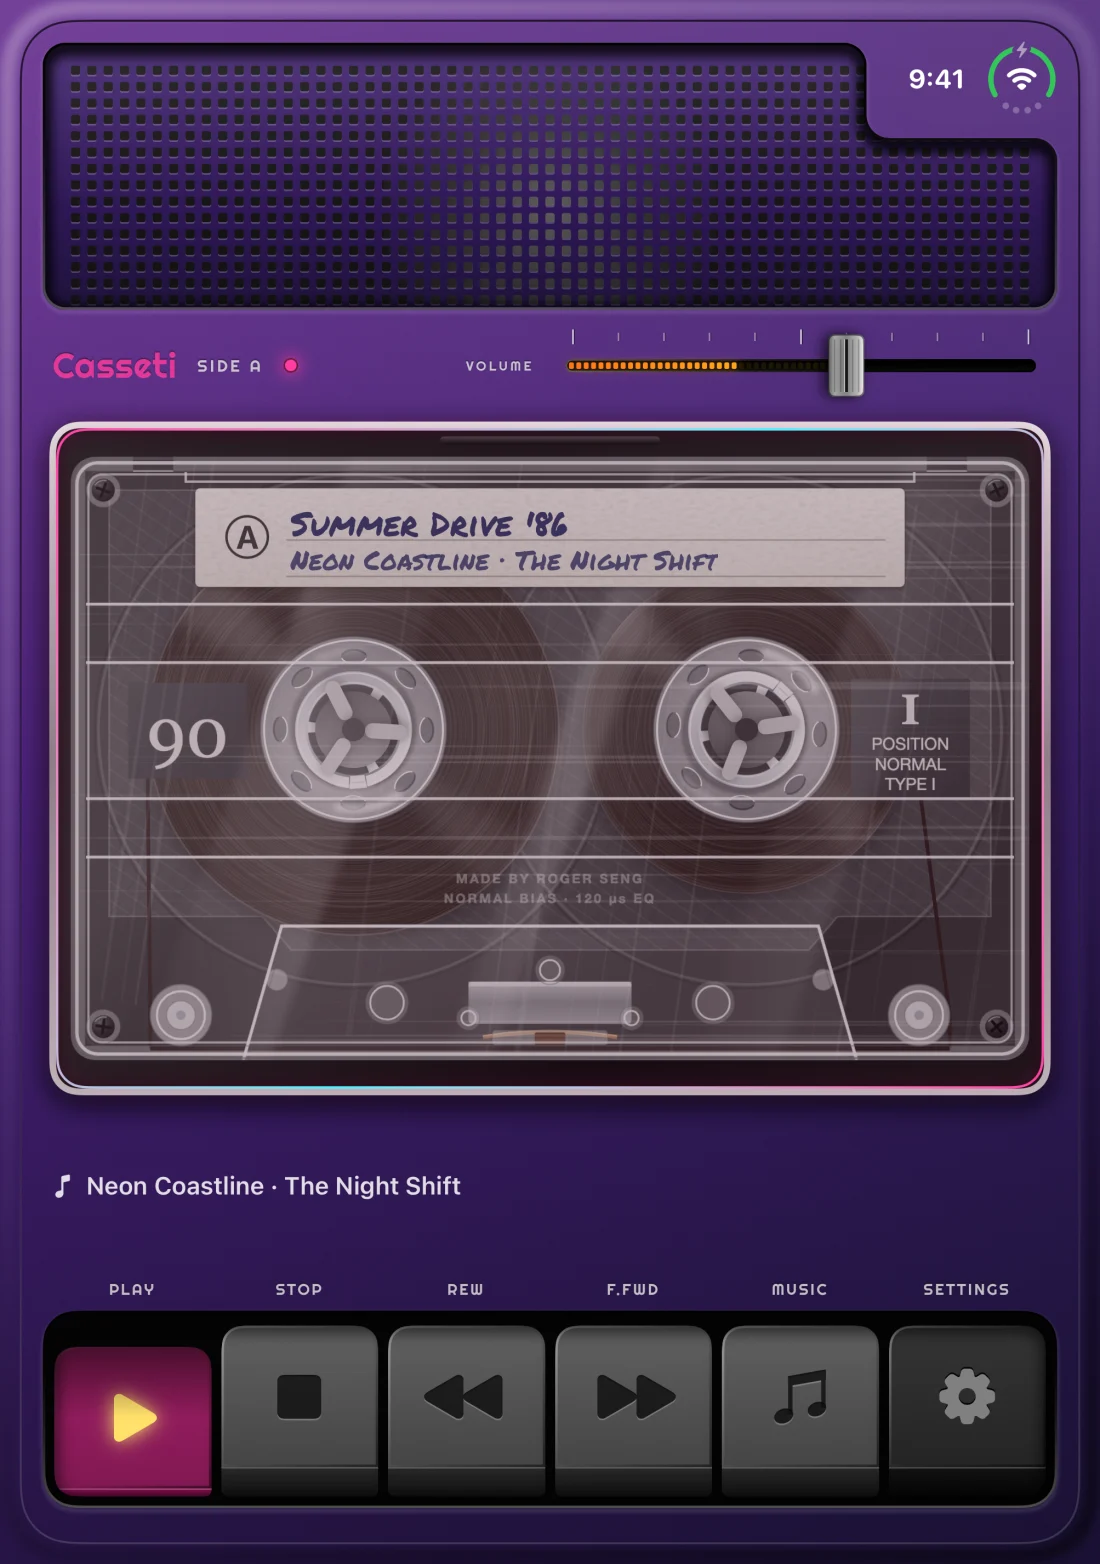 9:41
Casseti SIDE A
VOLUME
A
SUMMER DRIVE '86
NEON COASTLINE · THE NIGHT SHIFT
90
I
POSITION
NORMAL
TYPE I
MADE BY ROGER SENG
NORMAL BIAS · 120 µs EQ
Neon Coastline · The Night Shift
PLAY STOP REW F.FWD MUSIC SETTINGS